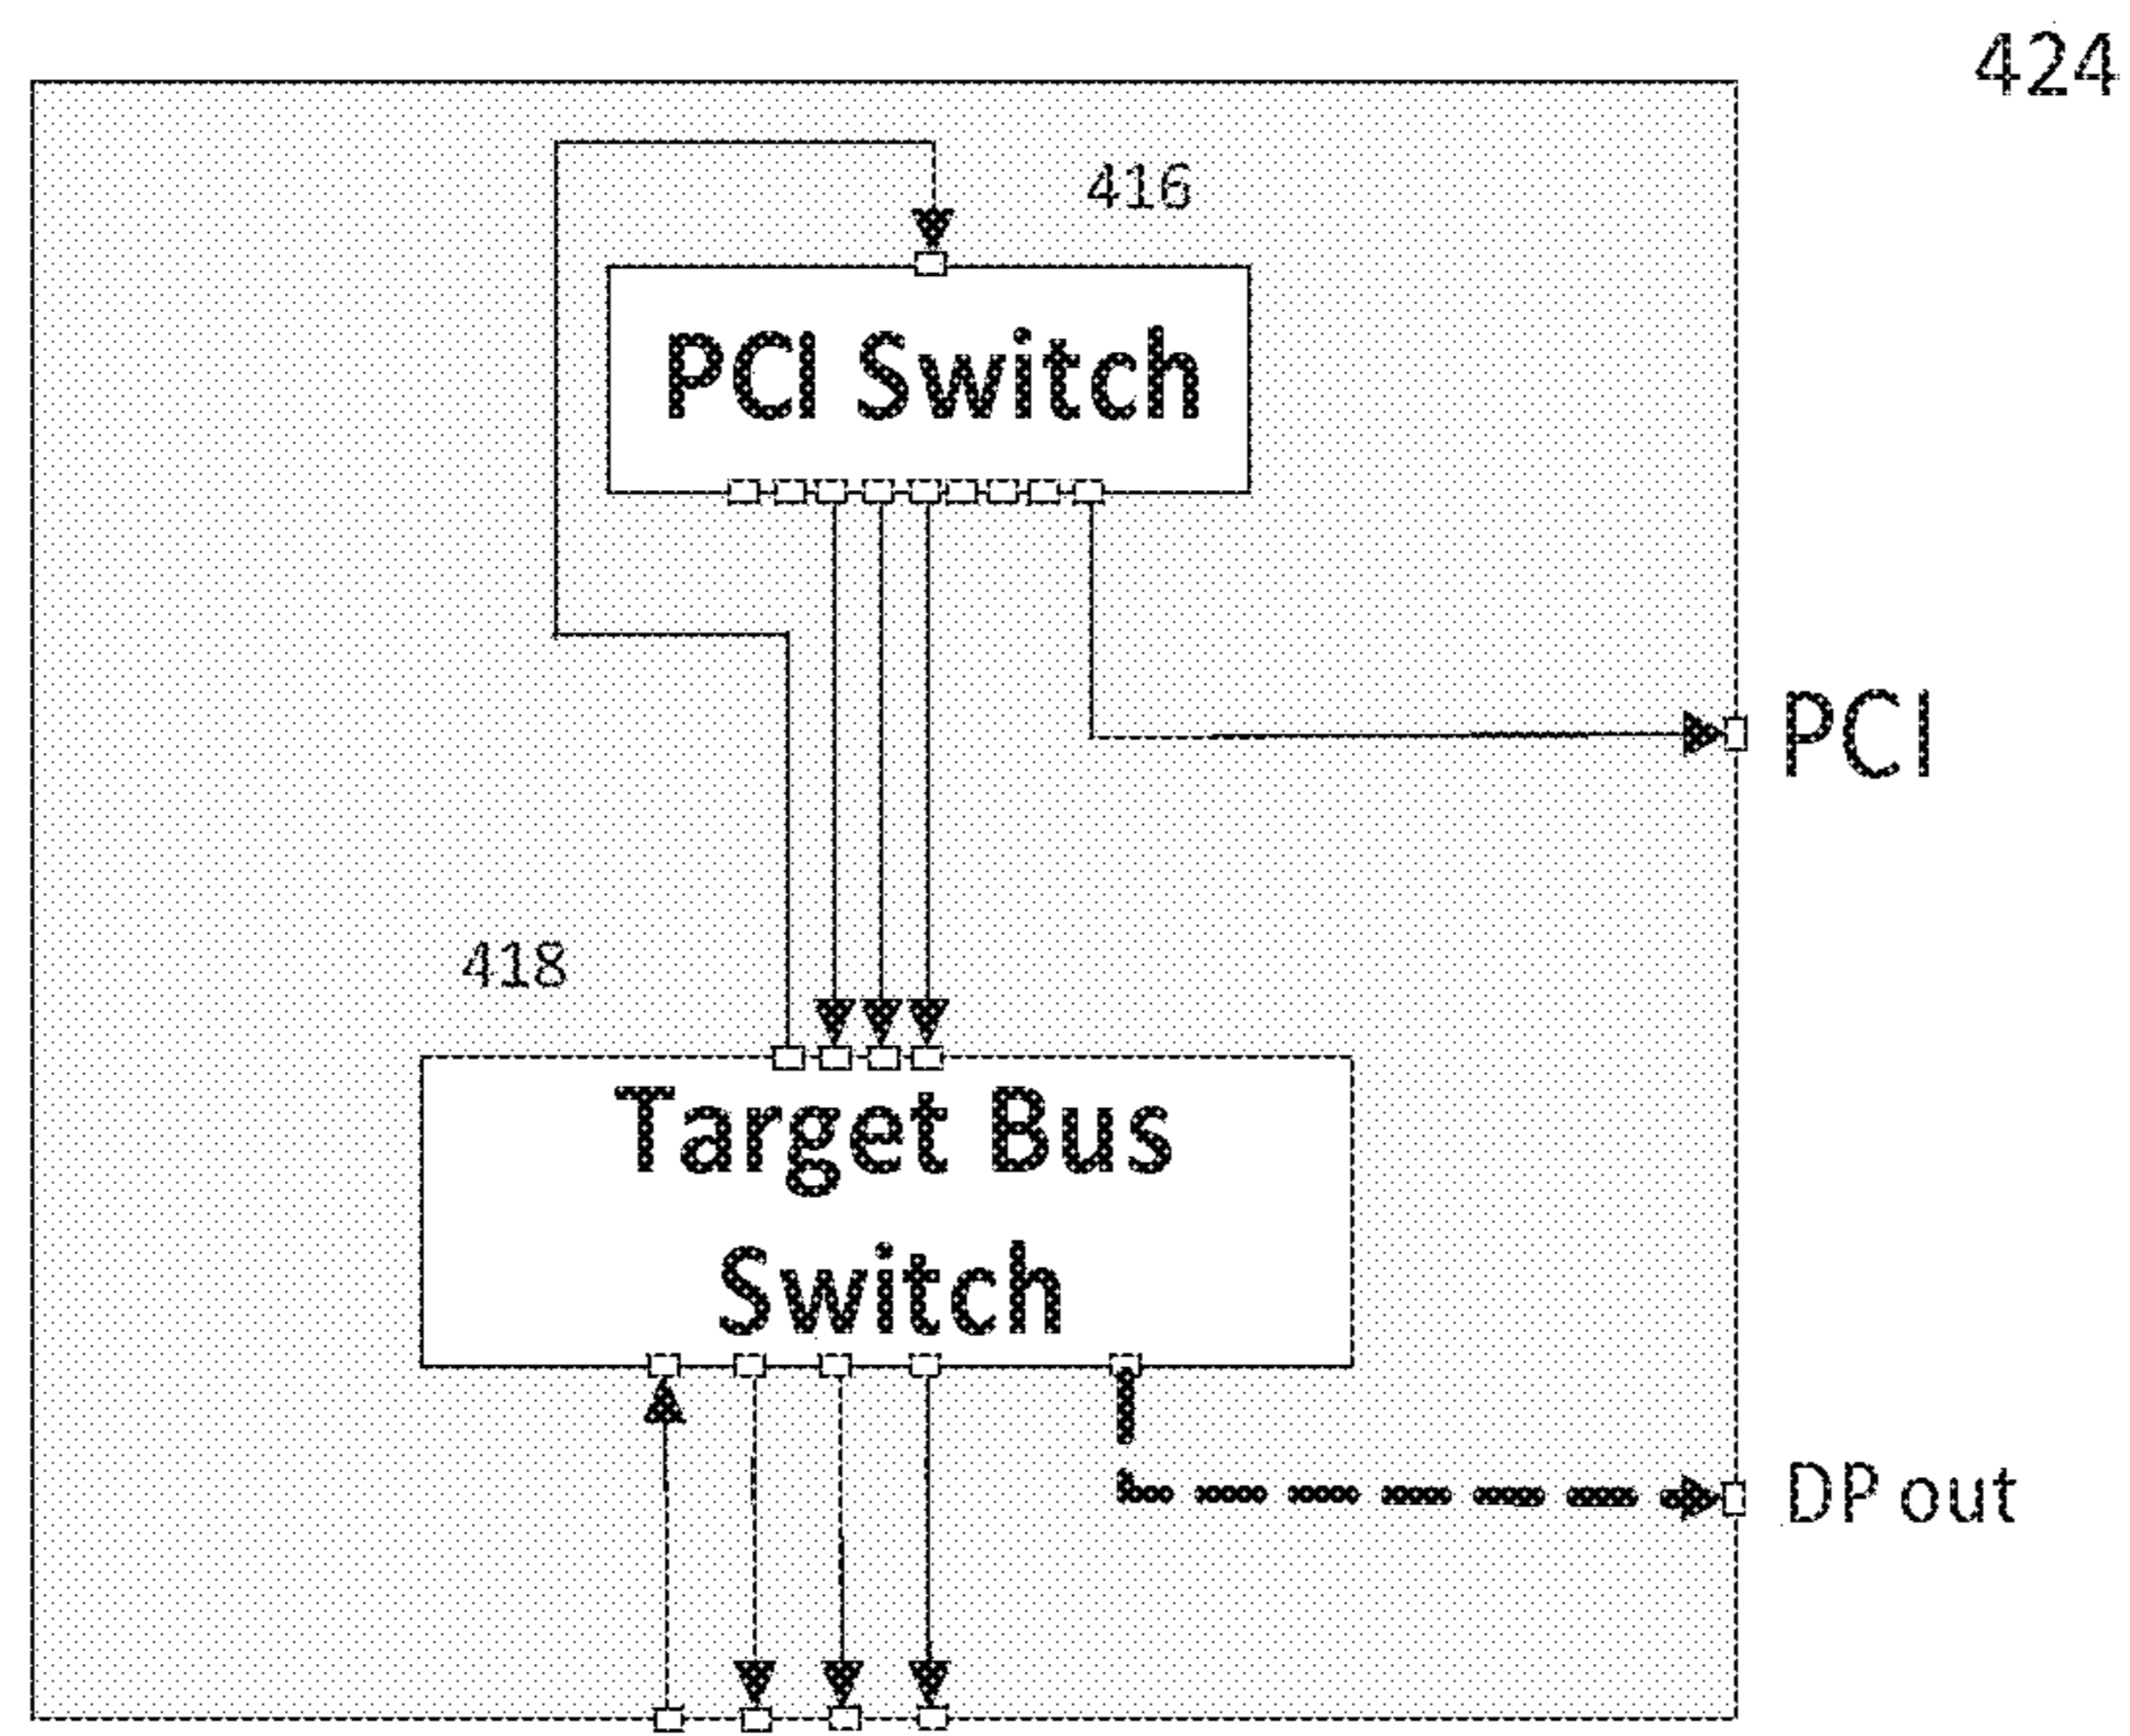 424
416
PCI Switch
PCI
418
Target Bus
Switch
DP out